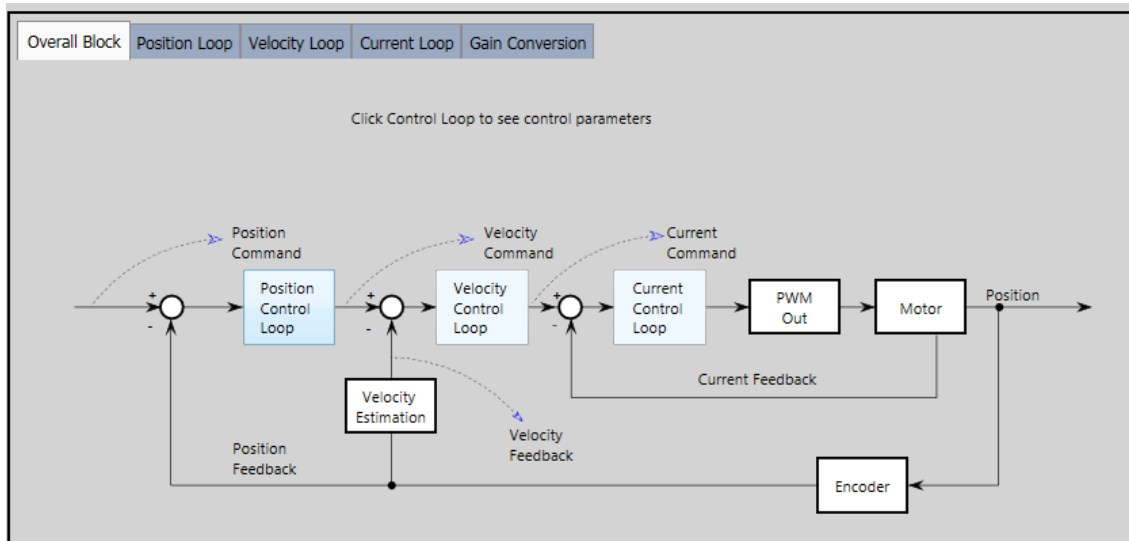 Overall Block Position Loop Velocity Loop Current Loop Gain Conversion
Click Control Loop to see control parameters
Position
Command
Velocity
Command
Current
Command
+
-
Position
Control
Loop
+
-
Velocity
Control
Loop
+
-
Current
Control
Loop
PWM
Out
Motor
Position
Current Feedback
Velocity
Estimation
Velocity
Feedback
Position
Feedback
Encoder